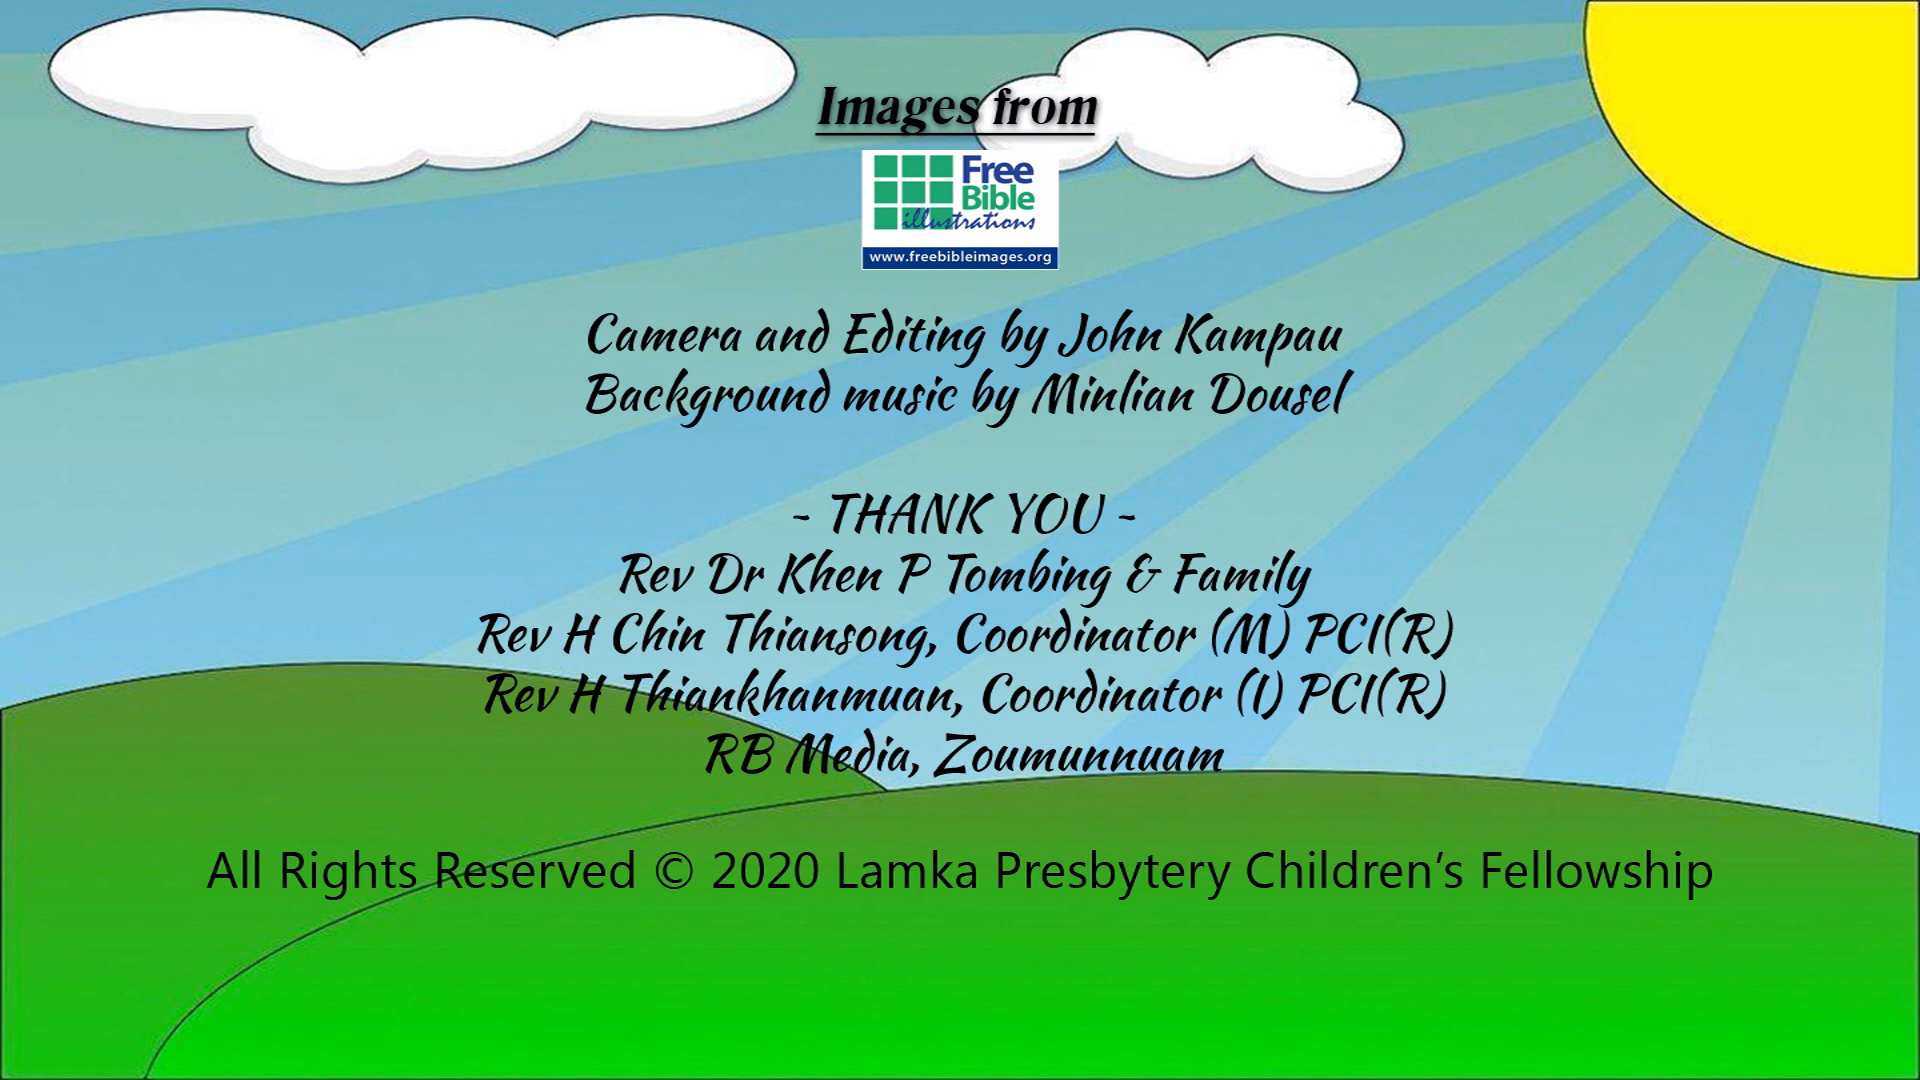 Images from
Free
Bible
illustrations
www.freebibleimages.org
Camera and Editing by John Kampau
Background music by Minlian Dousel
~ THANK YOU ~
Rev Dr Khen P Tombing & Family
Rev H Chin Thiansong, Coordinator (M) PCI(R)
Rev H Thiankhanmuan, Coordinator (I) PCI(R)
RB Media, Zoumunnuam
All Rights Reserved © 2020 Lamka Presbytery Children’s Fellowship